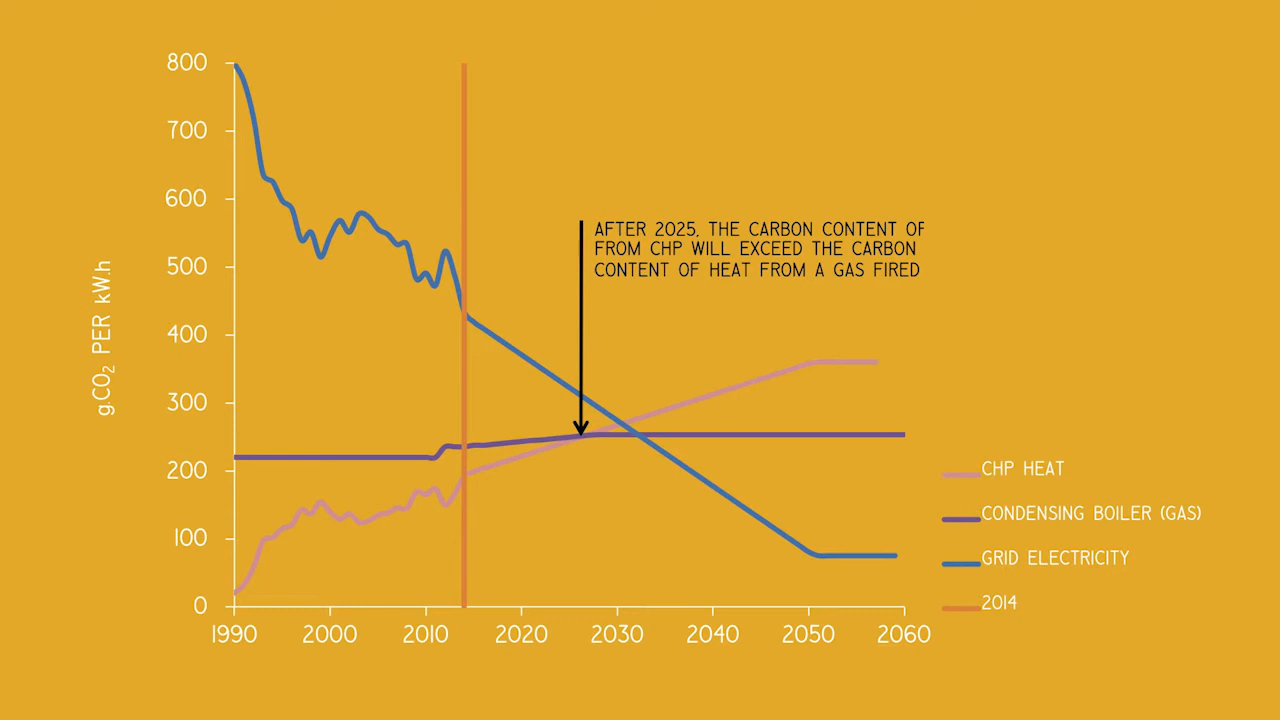 800
700
600
500
400
300
200
100
0
g.CO₂ PER kW.h
1990 2000 2010 2020 2030 2040 2050 2060
AFTER 2025, THE CARBON CONTENT OF
FROM CHP WILL EXCEED THE CARBON
CONTENT OF HEAT FROM A GAS FIRED
CHP HEAT
CONDENSING BOILER (GAS)
GRID ELECTRICITY
2014